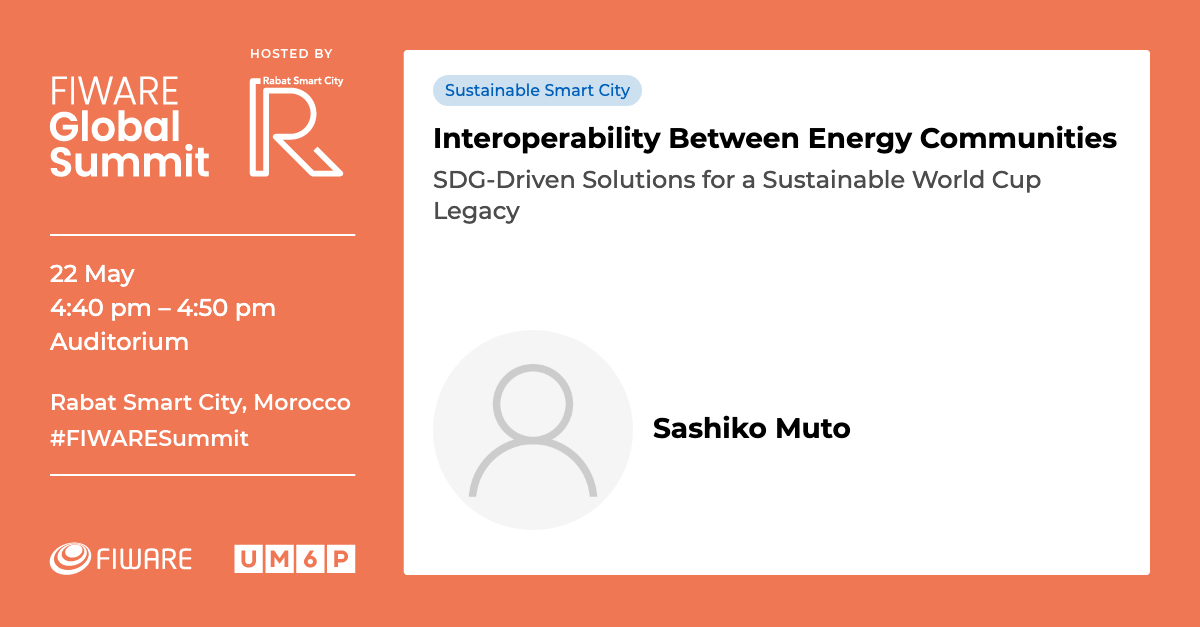 HOSTED BY
FIWARE
Global
Summit
Rabat Smart City
R
22 May
4:40 pm – 4:50 pm
Auditorium
Rabat Smart City, Morocco
#FIWARESummit
FIWARE
UM6P
Sustainable Smart City
Interoperability Between Energy Communities
SDG-Driven Solutions for a Sustainable World Cup
Legacy
Sashiko Muto